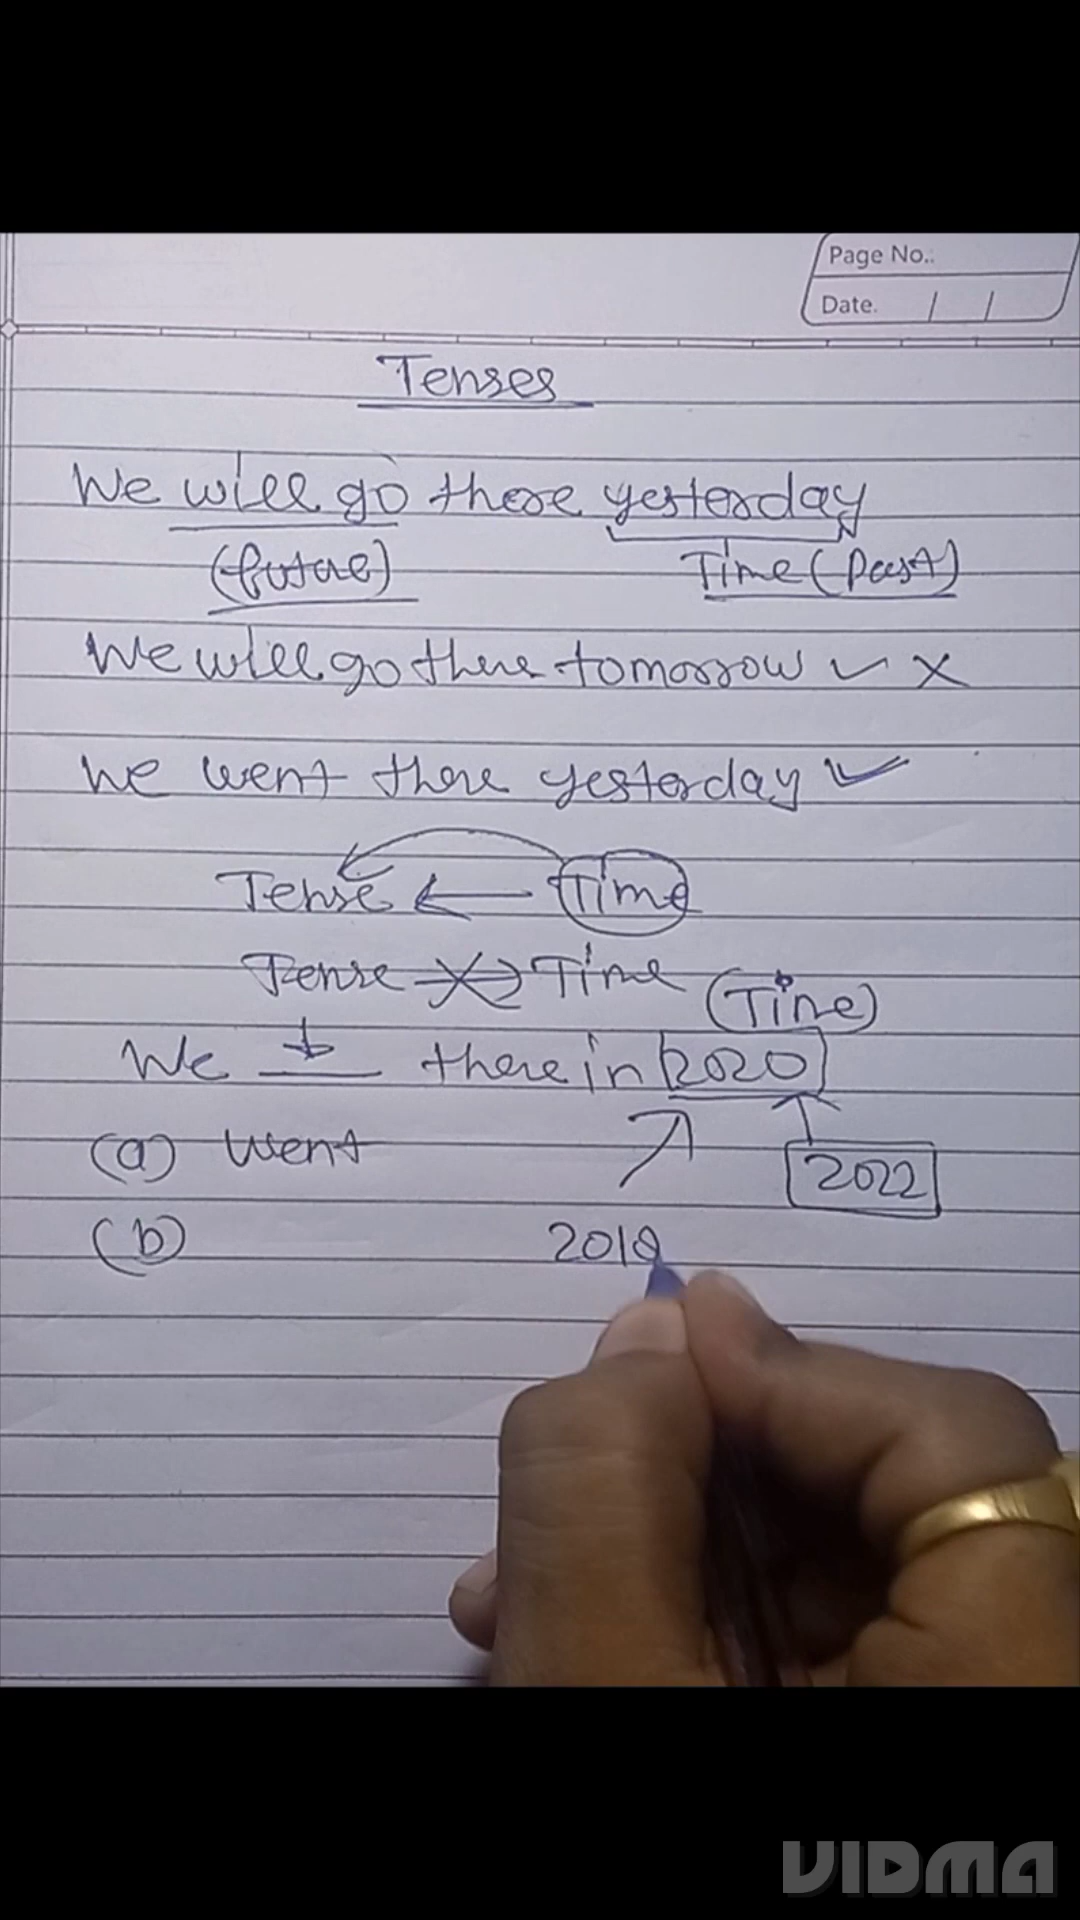 Page No.:
Date. / /
Tenses
We will go there yesterday
(future) Time (Past)
We will go there tomorrow ✓ ×
We went there yesterday ✓
Tense ← Time
Tense × → Time (Time)
We ___ there in 2020
(a) went 2022
(b) 2018
VIDMA